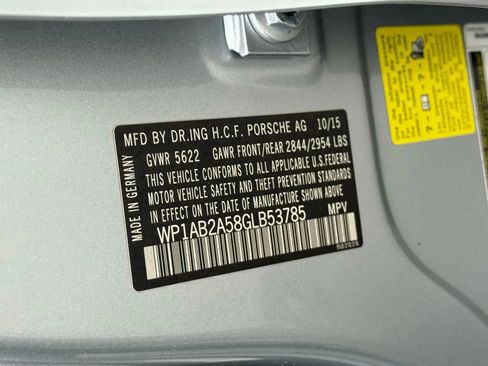 MFD BY DR.ING H.C.F. PORSCHE AG 10/15
GVWR 5622 GAWR FRONT/REAR 2844/2954 LBS
THIS VEHICLE CONFORMS TO ALL APPLICABLE U.S.FEDERAL
MOTOR VEHICLE SAFETY AND THEFT PREVENTION STANDARDS
IN EFFECT ON THE DATE OF MANUFACTURE SHOWN ABOVE.
WP1AB2A58GLB53785 MPV
MADE IN GERMANY